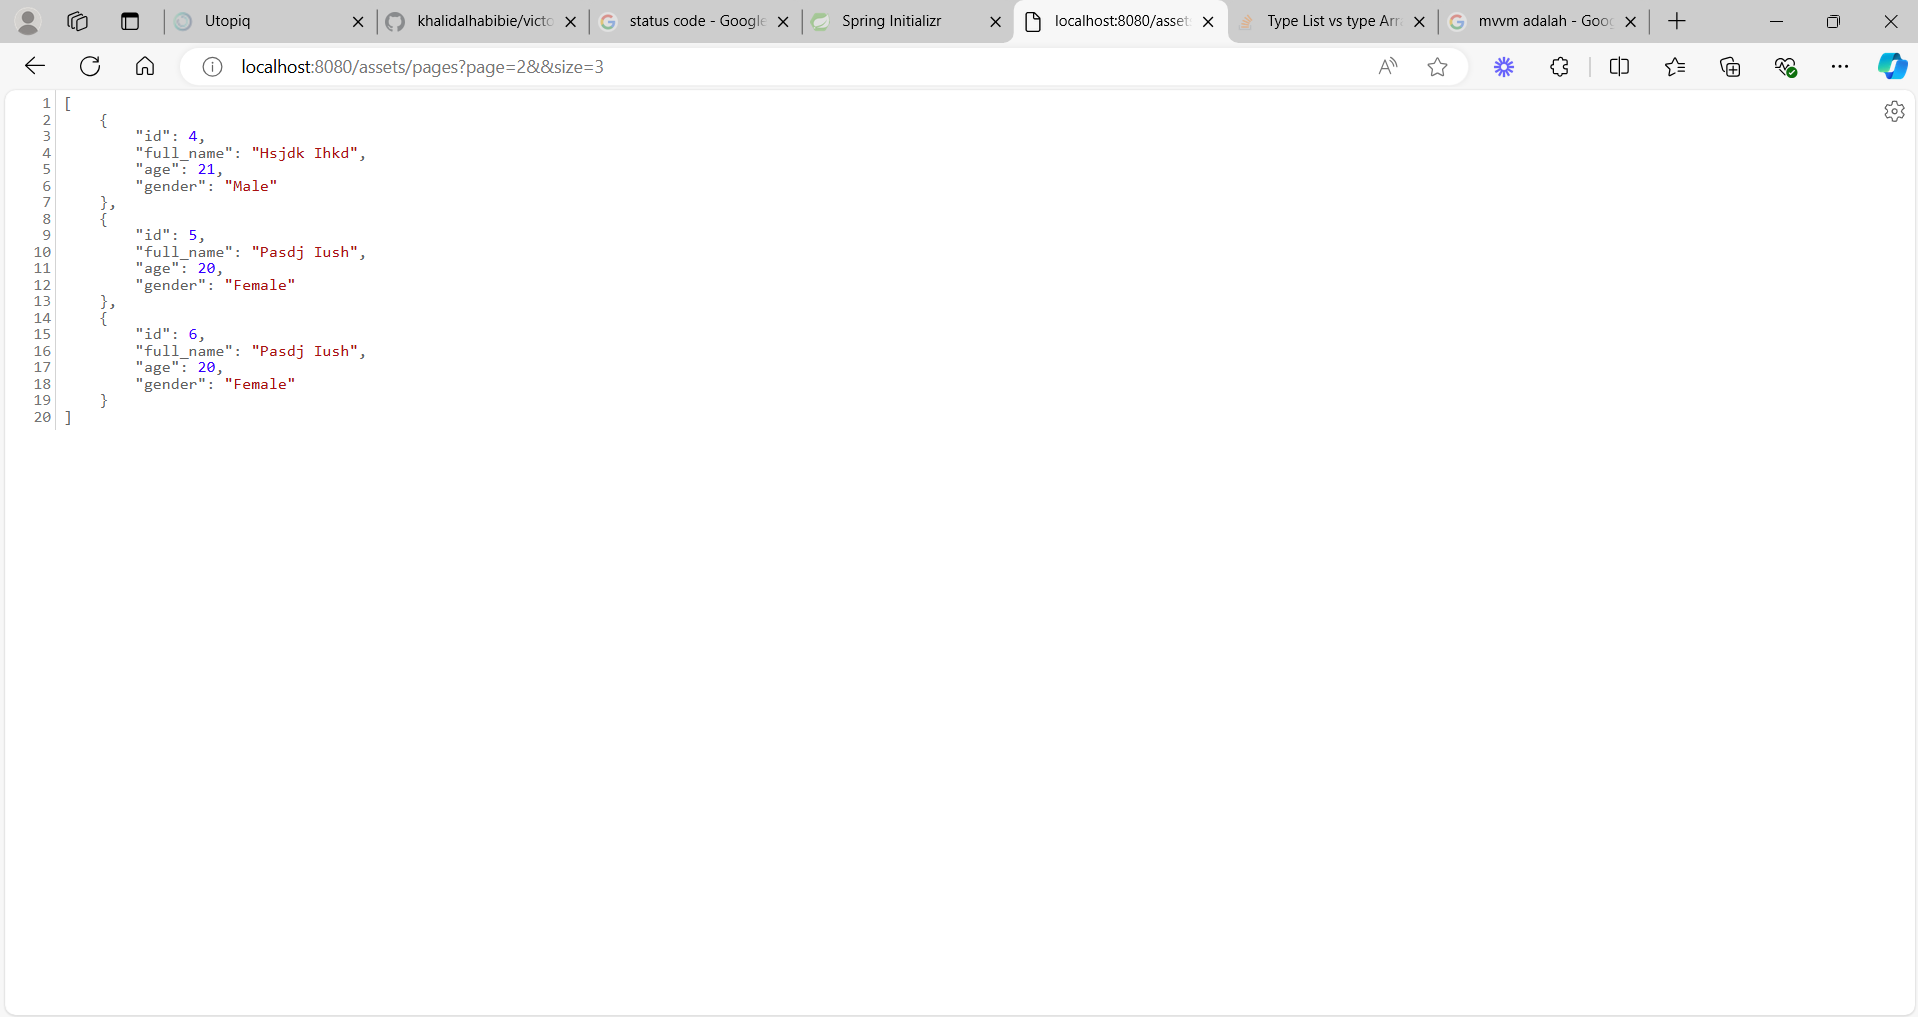 Utopiq
khalidalhabibie/victo
status code - Google
Spring Initializr
localhost:8080/asset
Type List vs type Arr
mvvm adalah - Goog
localhost:8080/assets/pages?page=2&&size=3
1 [
2 {
3 "id": 4,
4 "full_name": "Hsjdk Ihkd",
5 "age": 21,
6 "gender": "Male"
7 },
8 {
9 "id": 5,
10 "full_name": "Pasdj Iush",
11 "age": 20,
12 "gender": "Female"
13 },
14 {
15 "id": 6,
16 "full_name": "Pasdj Iush",
17 "age": 20,
18 "gender": "Female"
19 }
20 ]